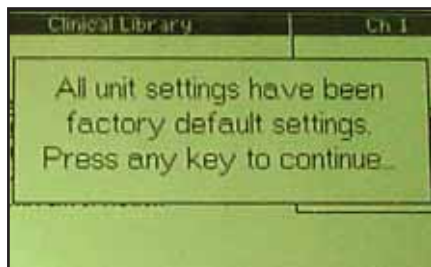 Clinical Library Ch 1
All unit settings have been
factory default settings.
Press any key to continue...